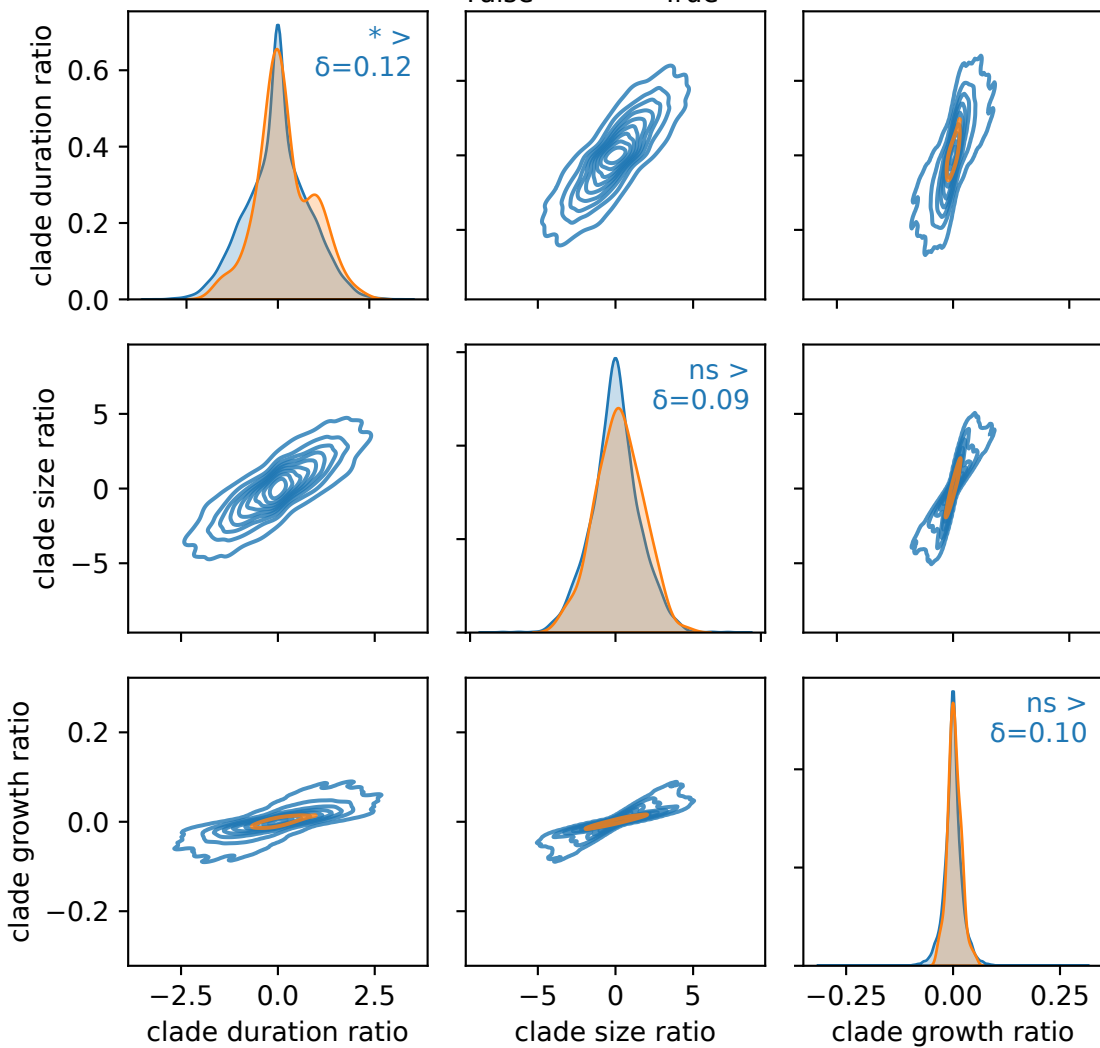 True
clade duration ratio
0.6
0.4
0.2
0.0
* >
δ=0.12
clade size ratio
5
0
−5
ns >
δ=0.09
clade growth ratio
0.2
0.0
−0.2
ns >
δ=0.10
−2.5 0.0 2.5
−5 0 5
−0.25 0.00 0.25
clade duration ratio
clade size ratio
clade growth ratio